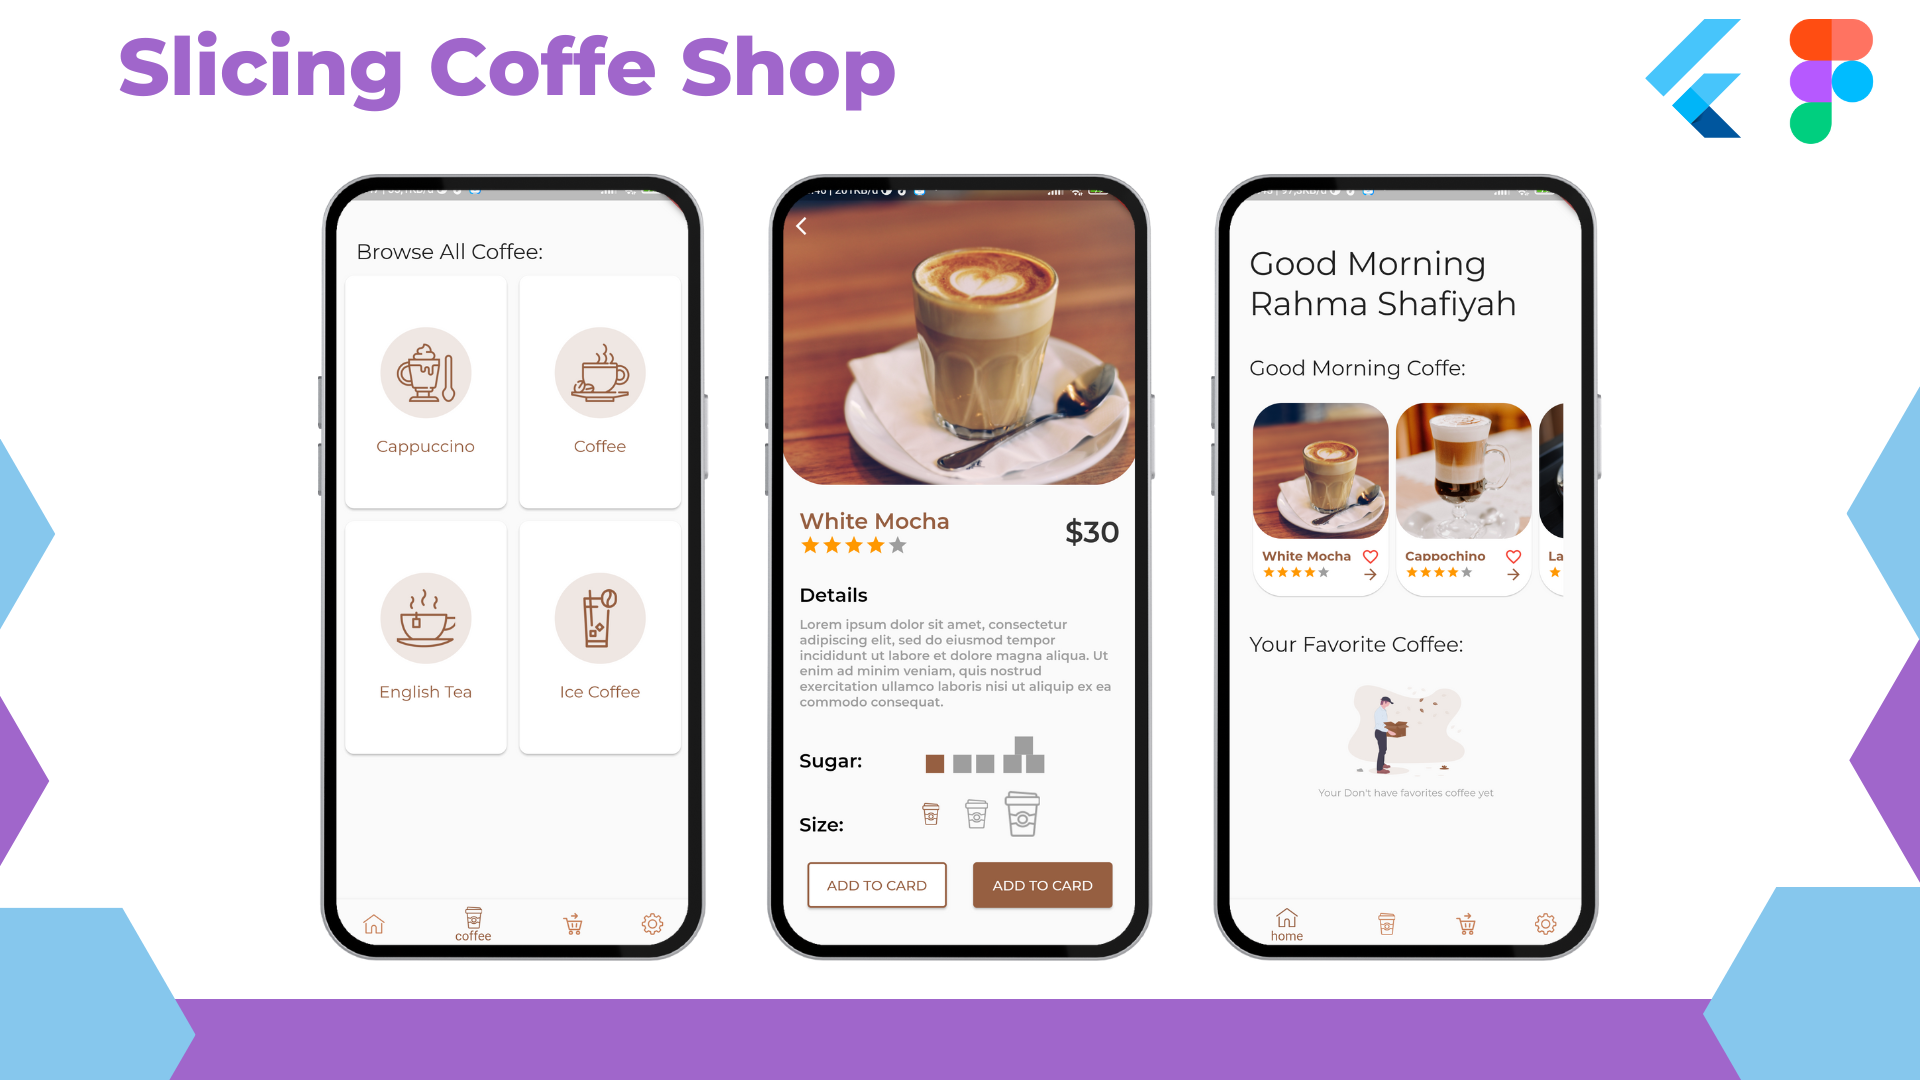 Slicing Coffe Shop
Browse All Coffee:
Cappuccino
Coffee
English Tea
Ice Coffee
coffee
White Mocha
$30
Details
Lorem ipsum dolor sit amet, consectetur
adipiscing elit, sed do eiusmod tempor
incididunt ut labore et dolore magna aliqua. Ut
enim ad minim veniam, quis nostrud
exercitation ullamco laboris nisi ut aliquip ex ea
commodo consequat.
Sugar:
Size:
ADD TO CARD
ADD TO CARD
Good Morning
Rahma Shafiyah
Good Morning Coffe:
White Mocha
Cappochino
La
Your Favorite Coffee:
Your Don't have favorites coffee yet
home